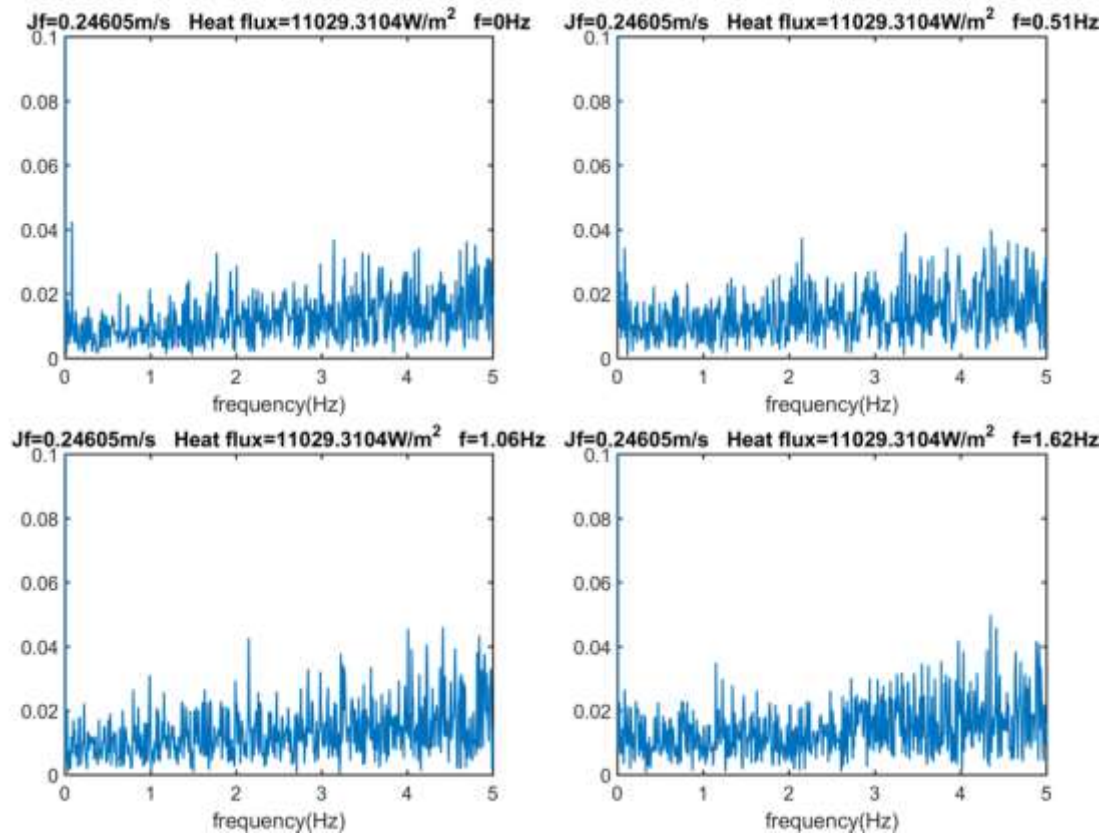 Jf=0.24605m/s Heat flux=11029.3104W/m² f=0Hz
0.1
0.08
0.06
0.04
0.02
0
0 1 2 3 4 5
frequency(Hz)
Jf=0.24605m/s Heat flux=11029.3104W/m² f=0.51Hz
0.1
0.08
0.06
0.04
0.02
0
0 1 2 3 4 5
frequency(Hz)
Jf=0.24605m/s Heat flux=11029.3104W/m² f=1.06Hz
0.1
0.08
0.06
0.04
0.02
0
0 1 2 3 4 5
frequency(Hz)
Jf=0.24605m/s Heat flux=11029.3104W/m² f=1.62Hz
0.1
0.08
0.06
0.04
0.02
0
0 1 2 3 4 5
frequency(Hz)